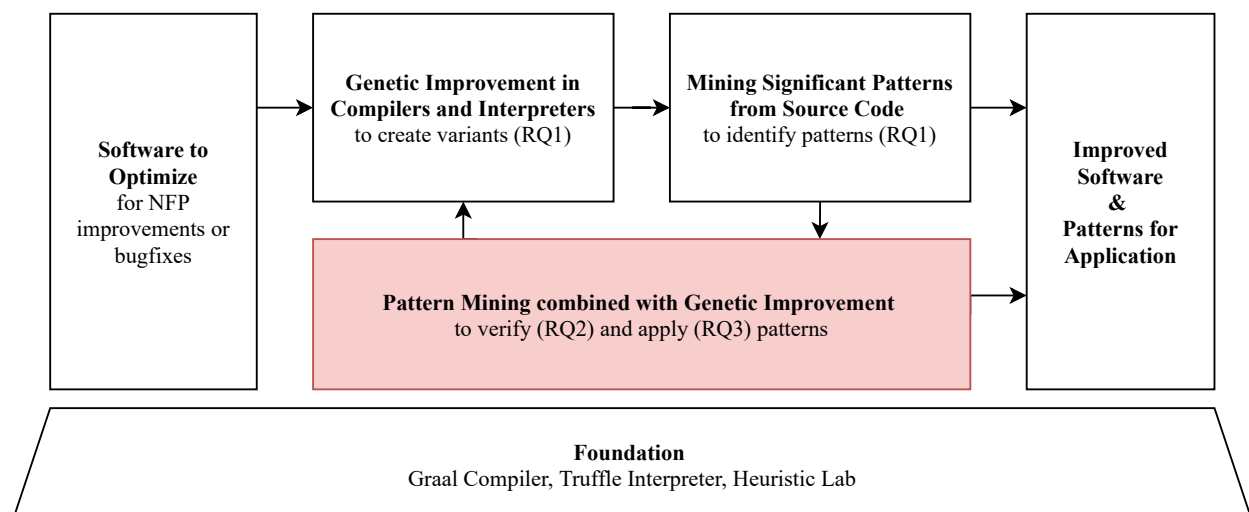 Software to
Optimize
for NFP
improvements or
bugfixes
Genetic Improvement in
Compilers and Interpreters
to create variants (RQ1)
Mining Significant Patterns
from Source Code
to identify patterns (RQ1)
Pattern Mining combined with Genetic Improvement
to verify (RQ2) and apply (RQ3) patterns
Improved
Software
&
Patterns for
Application
Foundation
Graal Compiler, Truffle Interpreter, Heuristic Lab